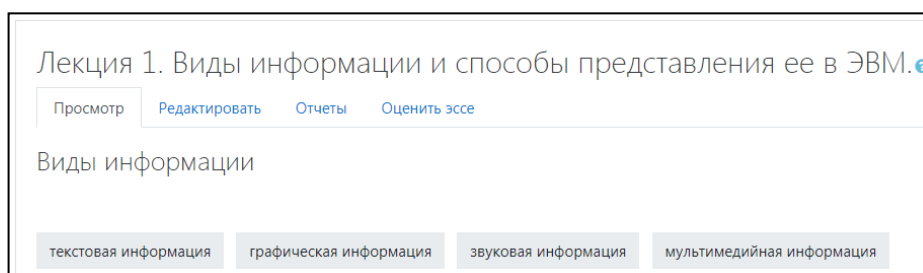 Лекция 1. Виды информации и способы представления ее в ЭВМ.
Просмотр Редактировать Отчеты Оценить эссе
Виды информации
текстовая информация графическая информация звуковая информация мультимедийная информация